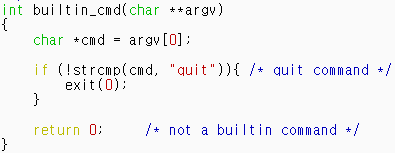 int builtin_cmd(char **argv)
{
    char *cmd = argv[0];
    if (!strcmp(cmd, "quit")){ /* quit command */
        exit(0);
    }
    return 0;     /* not a builtin command */
}